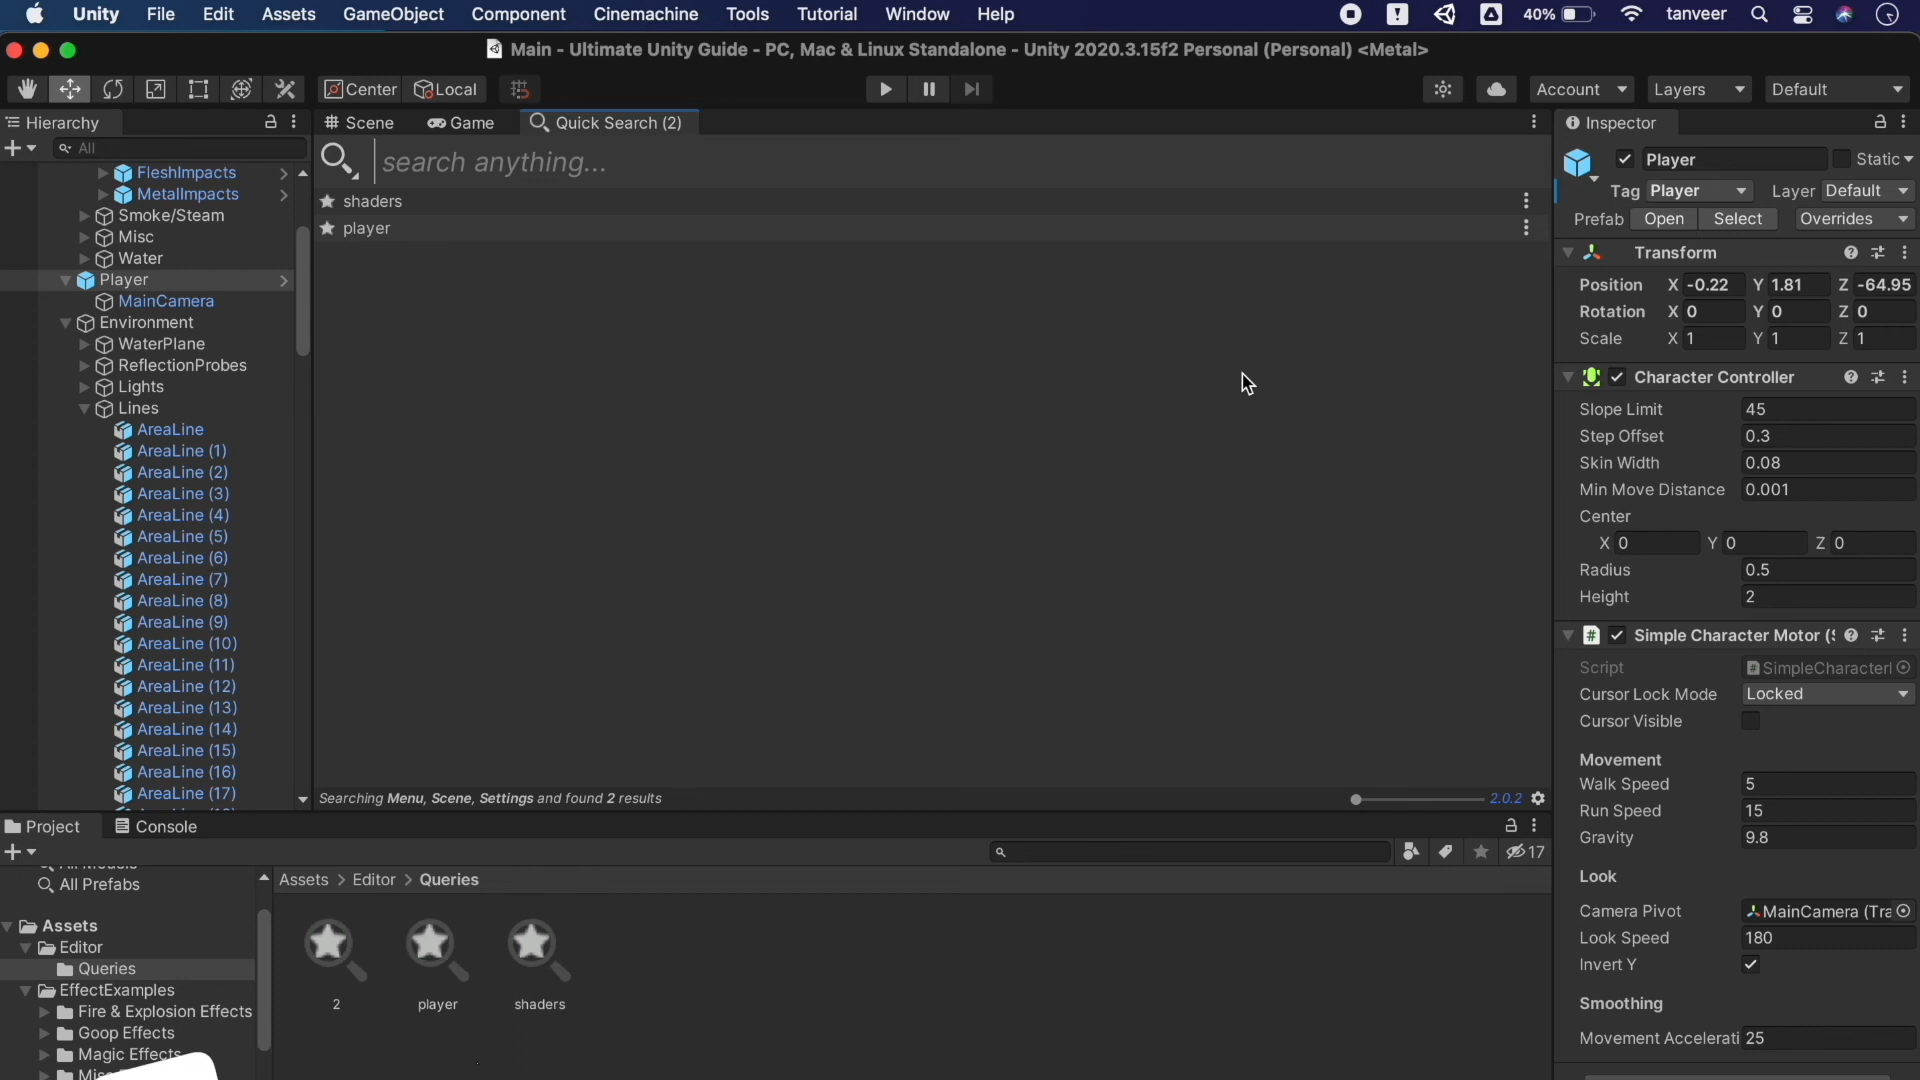 Unity File Edit Assets GameObject Component Cinemachine Tools Tutorial Window Help 40% tanveer
Main - Ultimate Unity Guide - PC, Mac & Linux Standalone - Unity 2020.3.15f2 Personal (Personal) <Metal>
Center Local Account Layers Default
Hierarchy
All
FleshImpacts
MetalImpacts
Smoke/Steam
Misc
Water
Player
MainCamera
Environment
WaterPlane
ReflectionProbes
Lights
Lines
AreaLine
AreaLine (1)
AreaLine (2)
AreaLine (3)
AreaLine (4)
AreaLine (5)
AreaLine (6)
AreaLine (7)
AreaLine (8)
AreaLine (9)
AreaLine (10)
AreaLine (11)
AreaLine (12)
AreaLine (13)
AreaLine (14)
AreaLine (15)
AreaLine (16)
AreaLine (17)
Scene Game Quick Search (2)
search anything...
shaders
player
Searching Menu, Scene, Settings and found 2 results 2.0.2
Inspector
Player Static
Tag Player Layer Default
Prefab Open Select Overrides
Transform
Position X -0.22 Y 1.81 Z -64.95
Rotation X 0 Y 0 Z 0
Scale X 1 Y 1 Z 1
Character Controller
Slope Limit 45
Step Offset 0.3
Skin Width 0.08
Min Move Distance 0.001
Center
X 0 Y 0 Z 0
Radius 0.5
Height 2
Simple Character Motor (
Script SimpleCharacter
Cursor Lock Mode Locked
Cursor Visible
Movement
Walk Speed 5
Run Speed 15
Gravity 9.8
Look
Camera Pivot MainCamera (Tra
Look Speed 180
Invert Y
Smoothing
Movement Accelerati 25
Project Console
17
All Prefabs
Assets
Editor
Queries
EffectExamples
Fire & Explosion Effects
Goop Effects
Magic Effects
Assets > Editor > Queries
2 player shaders